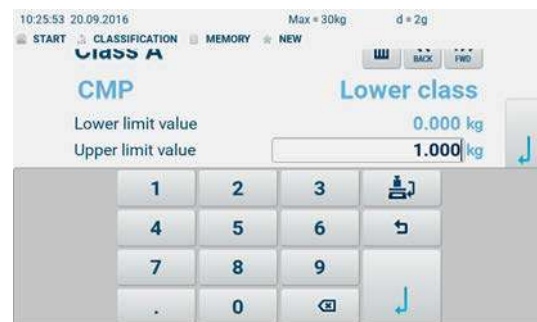 10:25:53 20.09.2016 Max = 30kg d = 2g
START CLASSIFICATION MEMORY NEW
Class A BACK FWD
CMP Lower class
Lower limit value 0.000 kg
Upper limit value 1.000 kg
1 2 3
4 5 6
7 8 9
. 0